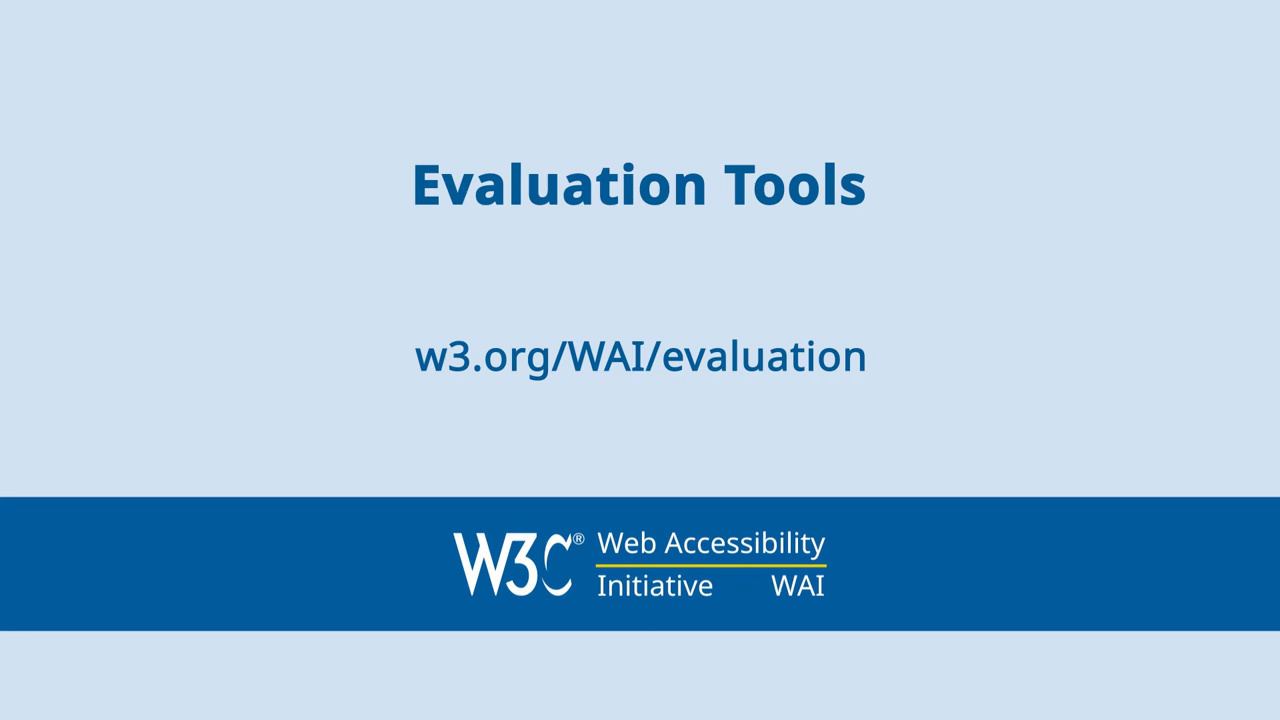 Evaluation Tools
w3.org/WAI/evaluation
W3C® Web Accessibility
Initiative WAI